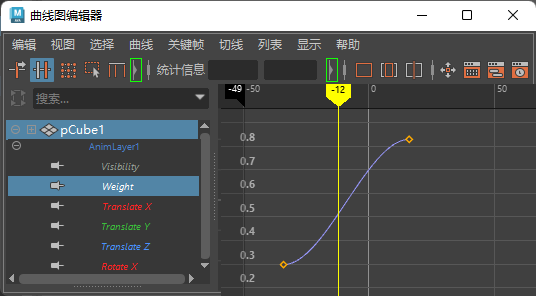 曲线图编辑器
编辑 视图 选择 曲线 关键帧 切线 列表 显示 帮助
统计信息
搜索...
-49 -50 -12 0 50
pCube1
AnimLayer1
Visibility
Weight
Translate X
Translate Y
Translate Z
Rotate X
0.8
0.7
0.6
0.5
0.4
0.3
0.2